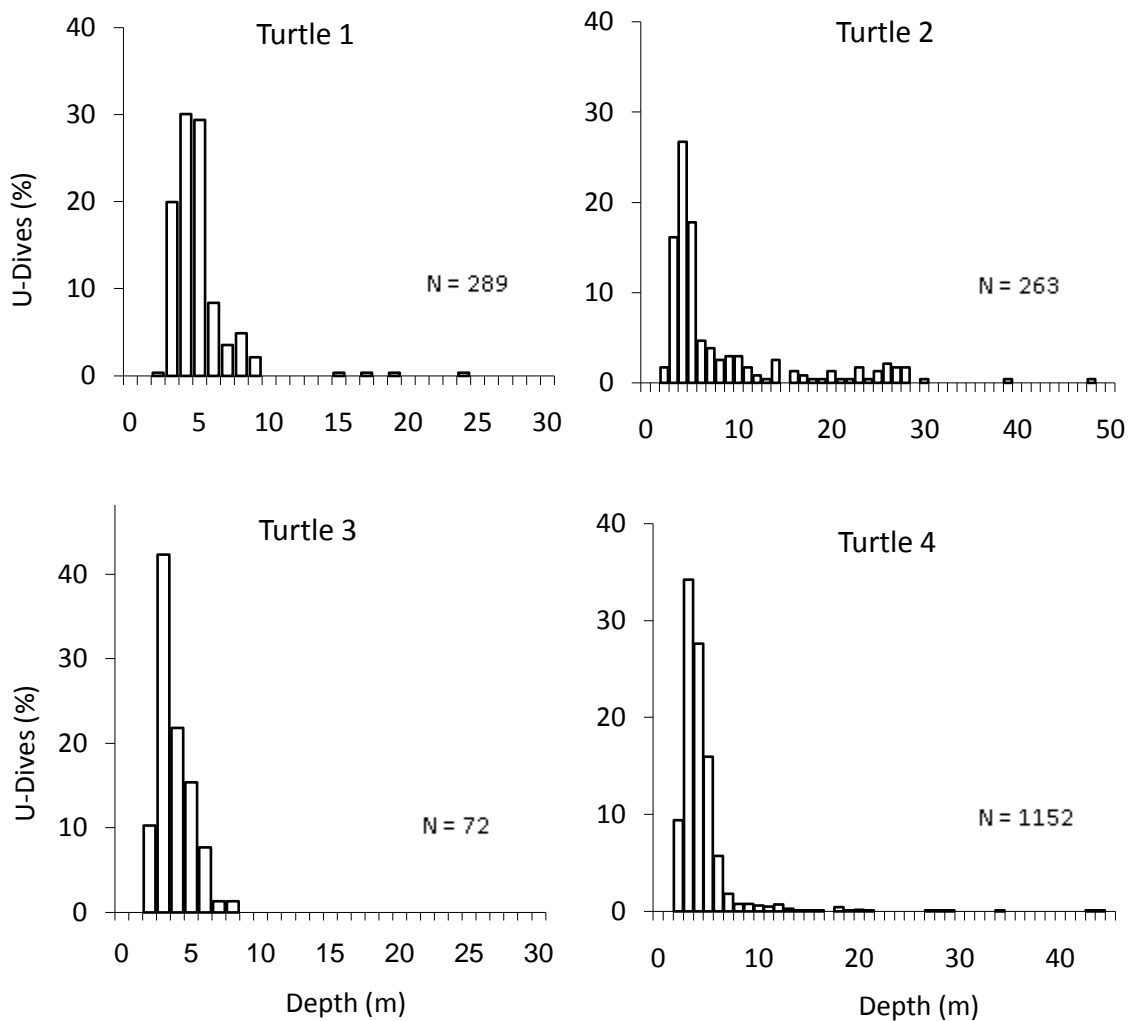 Turtle 1
40
30
20
10
0
U-Dives (%)
N = 289
0 5 10 15 20 25 30
Turtle 2
40
30
20
10
0
N = 263
0 10 20 30 40 50
Turtle 3
40
30
20
10
0
U-Dives (%)
N = 72
0 5 10 15 20 25 30
Depth (m)
Turtle 4
40
30
20
10
0
N = 1152
0 10 20 30 40
Depth (m)